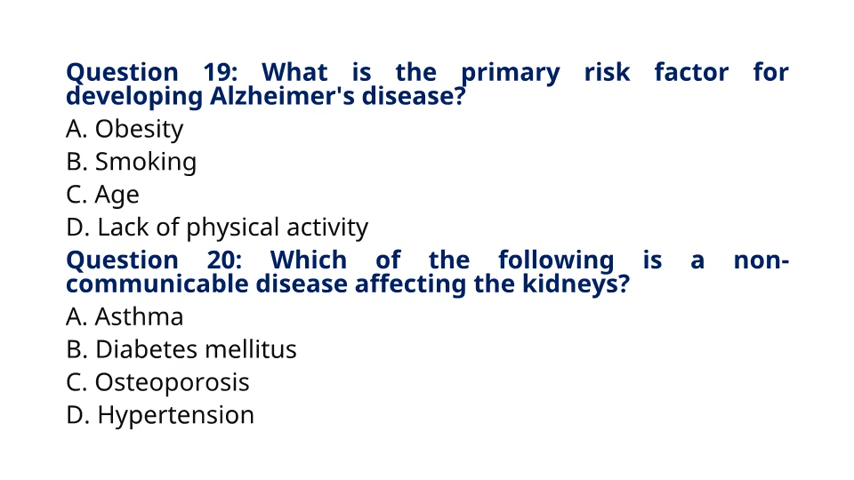 Question 19: What is the primary risk factor for
developing Alzheimer's disease?
A. Obesity
B. Smoking
C. Age
D. Lack of physical activity
Question 20: Which of the following is a non-
communicable disease affecting the kidneys?
A. Asthma
B. Diabetes mellitus
C. Osteoporosis
D. Hypertension